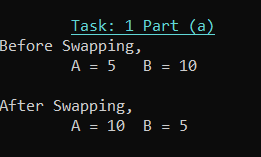 Task: 1 Part (a)
Before Swapping,
A = 5 B = 10
After Swapping,
A = 10 B = 5